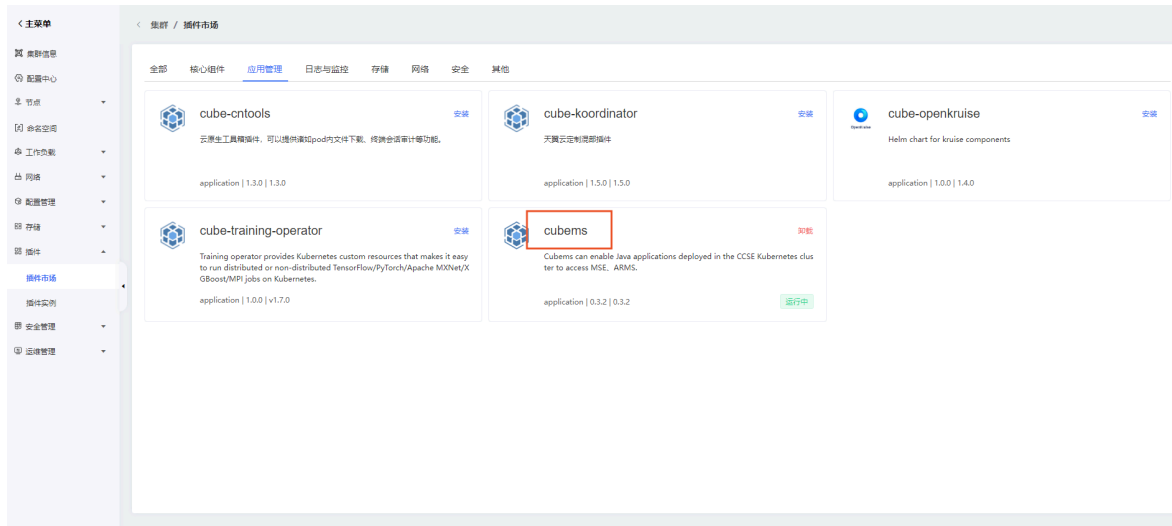 主菜单
集群信息
配置中心
节点
命名空间
工作负载
网络
配置管理
存储
插件
插件市场
插件实例
安全管理
运维管理
集群 / 插件市场
全部 核心组件 应用管理 日志与监控 存储 网络 安全 其他
cube-cntools 安装
云原生工具箱插件，可以提供诸如pod内文件下载、终端会话审计等功能。
application | 1.3.0 | 1.3.0
cube-koordinator 安装
天翼云定制混部插件
application | 1.5.0 | 1.5.0
Openkruise
cube-openkruise 安装
Helm chart for kruise components
application | 1.0.0 | 1.4.0
cube-training-operator 安装
Training operator provides Kubernetes custom resources that makes it easy
to run distributed or non-distributed TensorFlow/PyTorch/Apache MXNet/X
GBoost/MPI jobs on Kubernetes.
application | 1.0.0 | v1.7.0
cubems 卸载
Cubems can enable Java applications deployed in the CCSE Kubernetes clus
ter to access MSE、ARMS.
application | 0.3.2 | 0.3.2 运行中